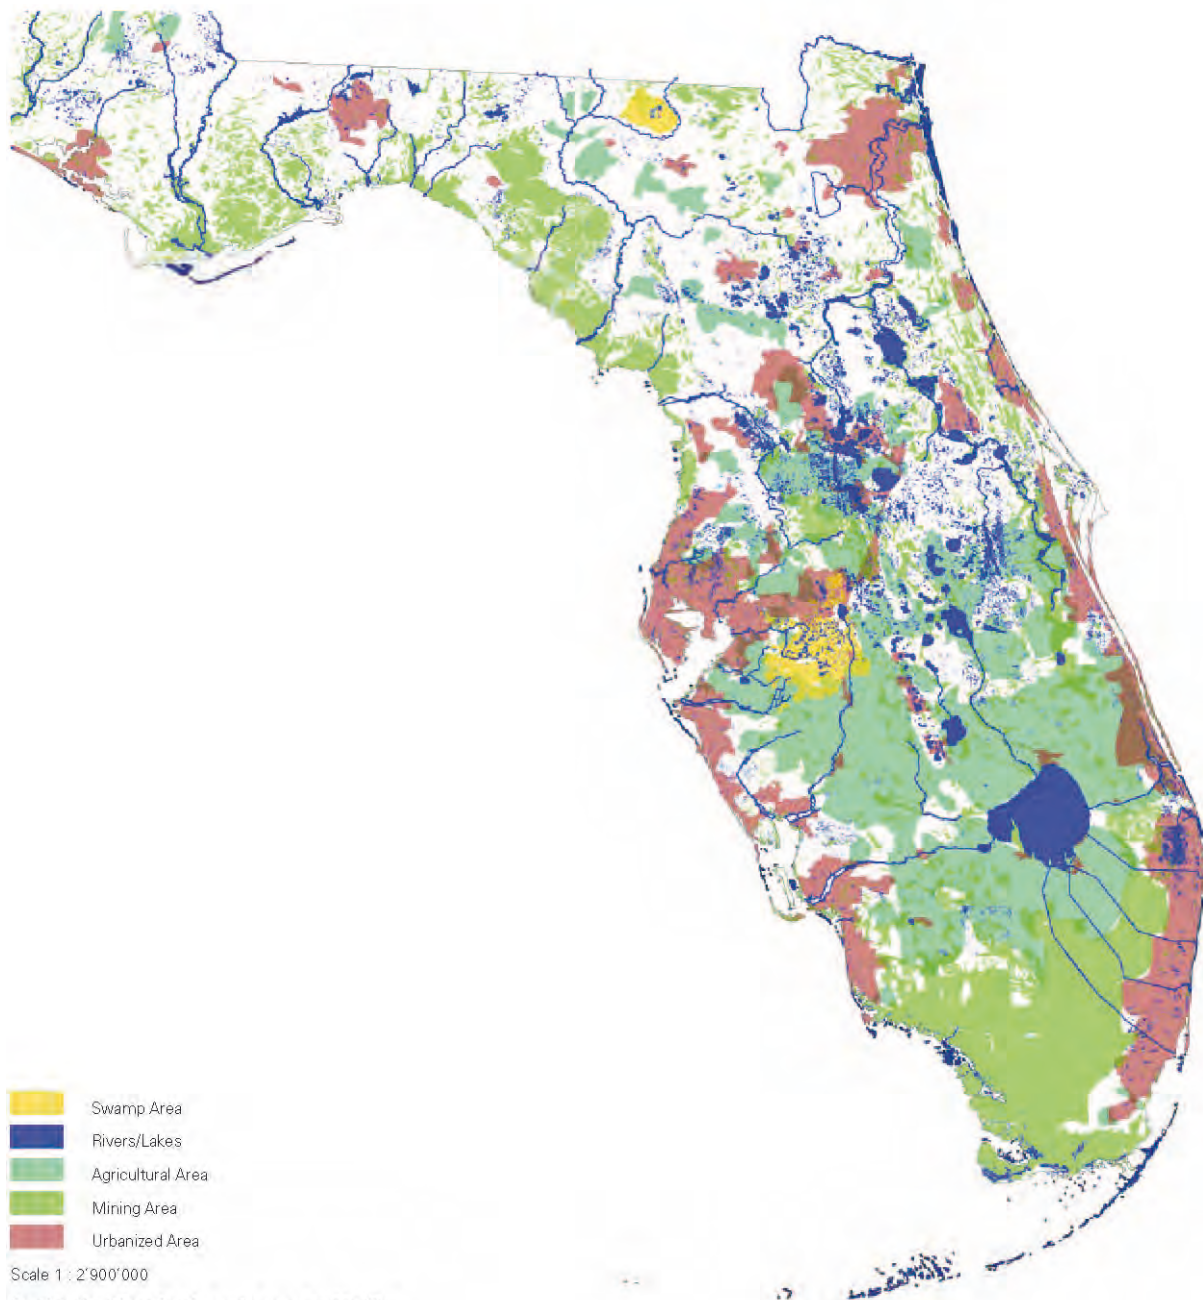 Swamp Area
Rivers/Lakes
Agricultural Area
Mining Area
Urbanized Area
Scale 1 : 2'900'000